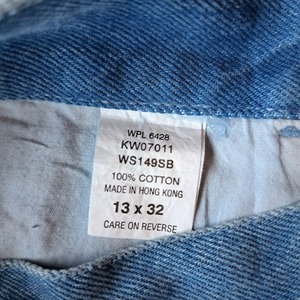 WPL 6428
KW07011
WS149SB
100% COTTON
MADE IN HONG KONG
13 x 32
CARE ON REVERSE